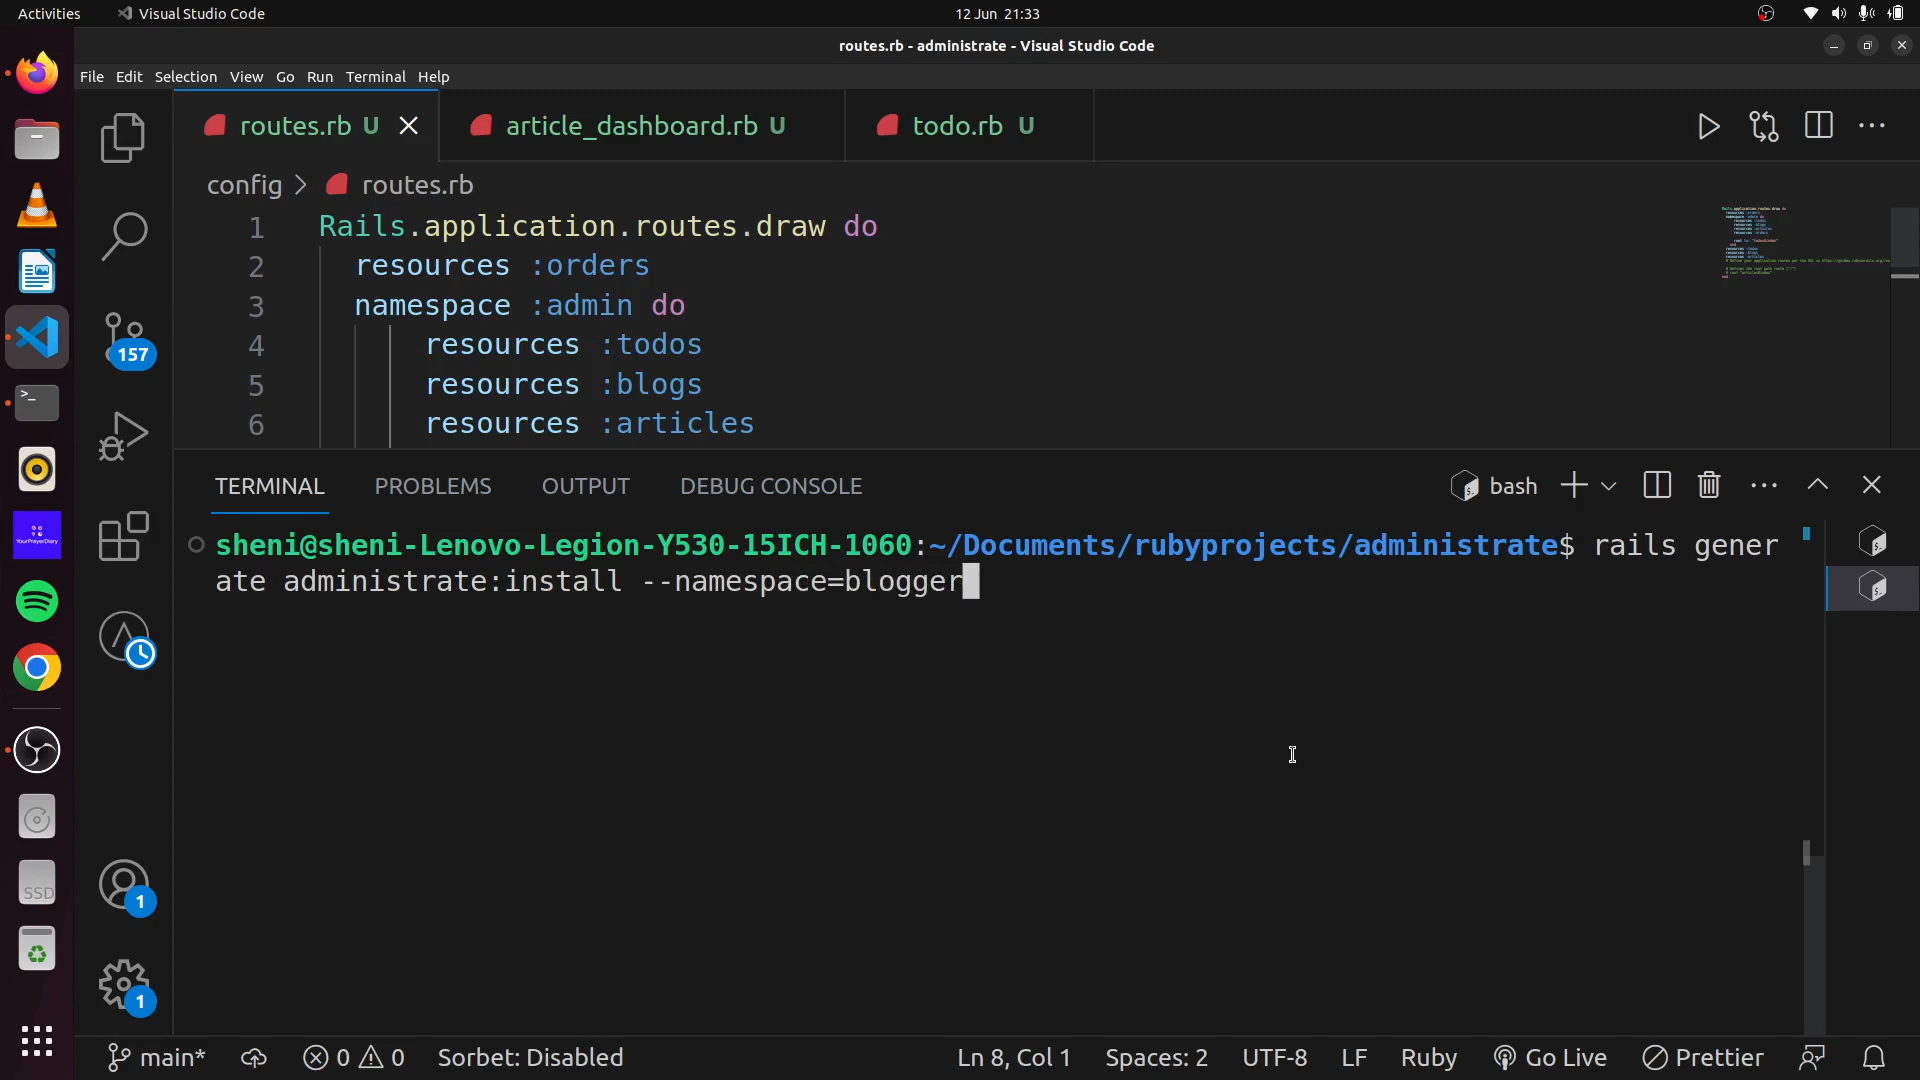 Activities Visual Studio Code 12 Jun 21:33
routes.rb - administrate - Visual Studio Code
File Edit Selection View Go Run Terminal Help
routes.rb U article_dashboard.rb U todo.rb U
config > routes.rb
1 Rails.application.routes.draw do
2 resources :orders
3 namespace :admin do
4 resources :todos
5 resources :blogs
6 resources :articles
157
TERMINAL PROBLEMS OUTPUT DEBUG CONSOLE bash
sheni@sheni-Lenovo-Legion-Y530-15ICH-1060:~/Documents/rubyprojects/administrate$ rails gener
ate administrate:install --namespace=blogger
YourPrayerDiary
SSD
1
1
main* 0 0 Sorbet: Disabled Ln 8, Col 1 Spaces: 2 UTF-8 LF Ruby Go Live Prettier